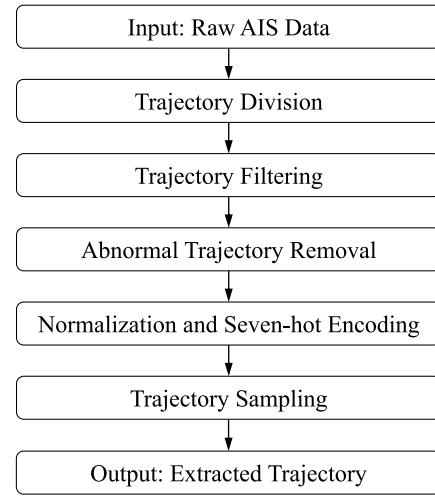 Input: Raw AIS Data
Trajectory Division
Trajectory Filtering
Abnormal Trajectory Removal
Normalization and Seven-hot Encoding
Trajectory Sampling
Output: Extracted Trajectory